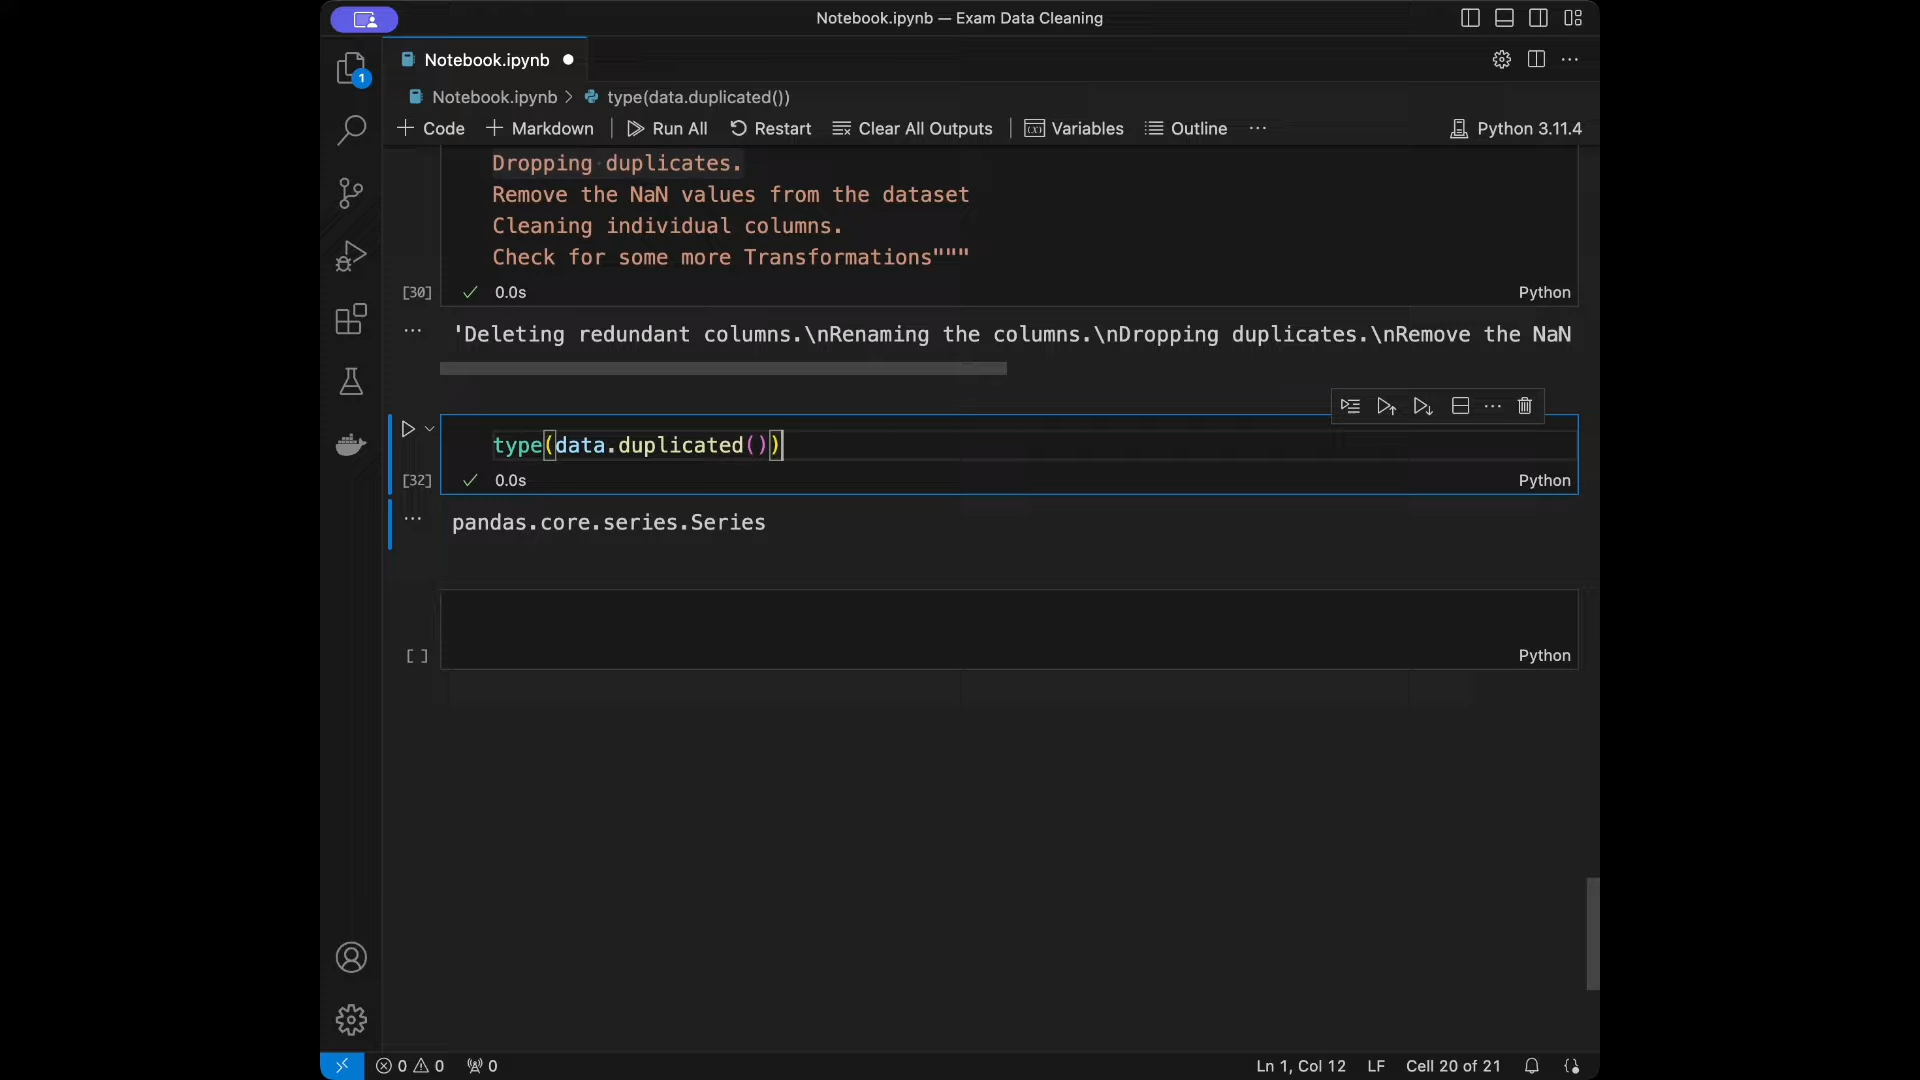 Notebook.ipynb — Exam Data Cleaning
1
Notebook.ipynb
Notebook.ipynb > type(data.duplicated())
Code Markdown Run All Restart Clear All Outputs Variables Outline ... Python 3.11.4
Dropping duplicates.
Remove the NaN values from the dataset
Cleaning individual columns.
Check for some more Transformations"""
[30] 0.0s Python
'Deleting redundant columns.\nRenaming the columns.\nDropping duplicates.\nRemove the NaN
type(data.duplicated())
[32] 0.0s Python
pandas.core.series.Series
[ ] Python
0 0 0 Ln 1, Col 12 LF Cell 20 of 21